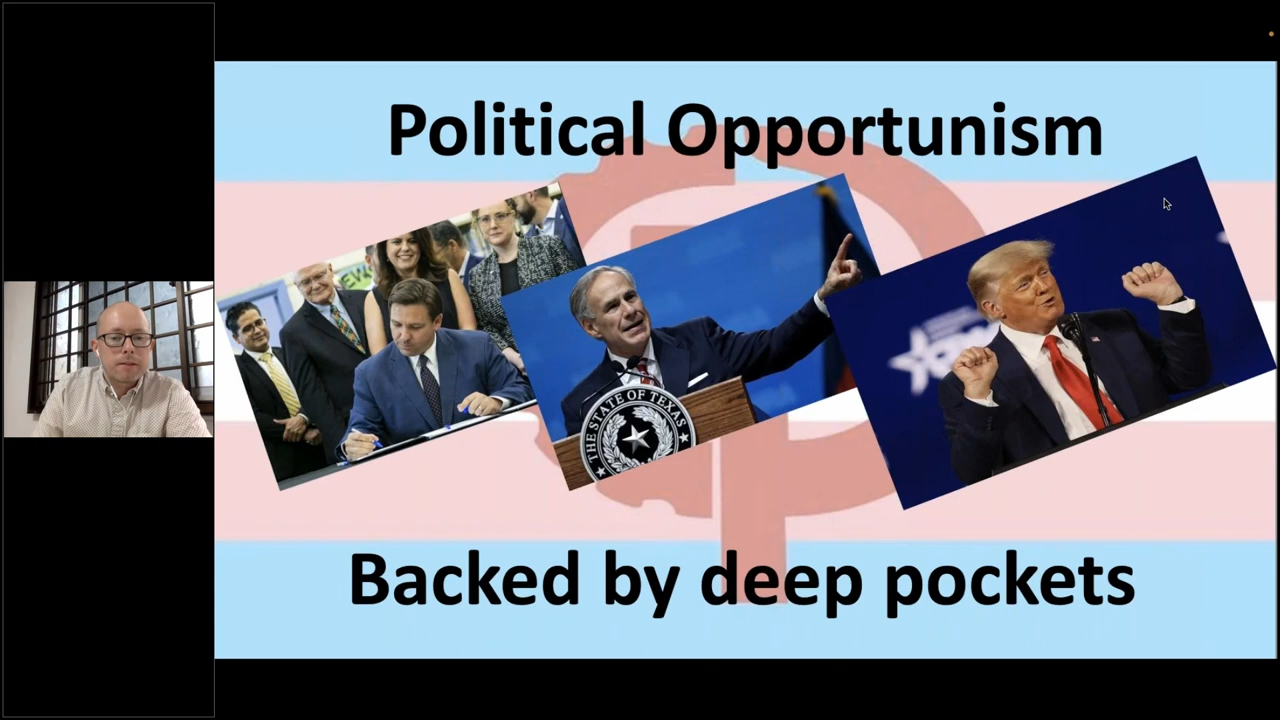 Political Opportunism
THE STATE OF TEXAS
Backed by deep pockets